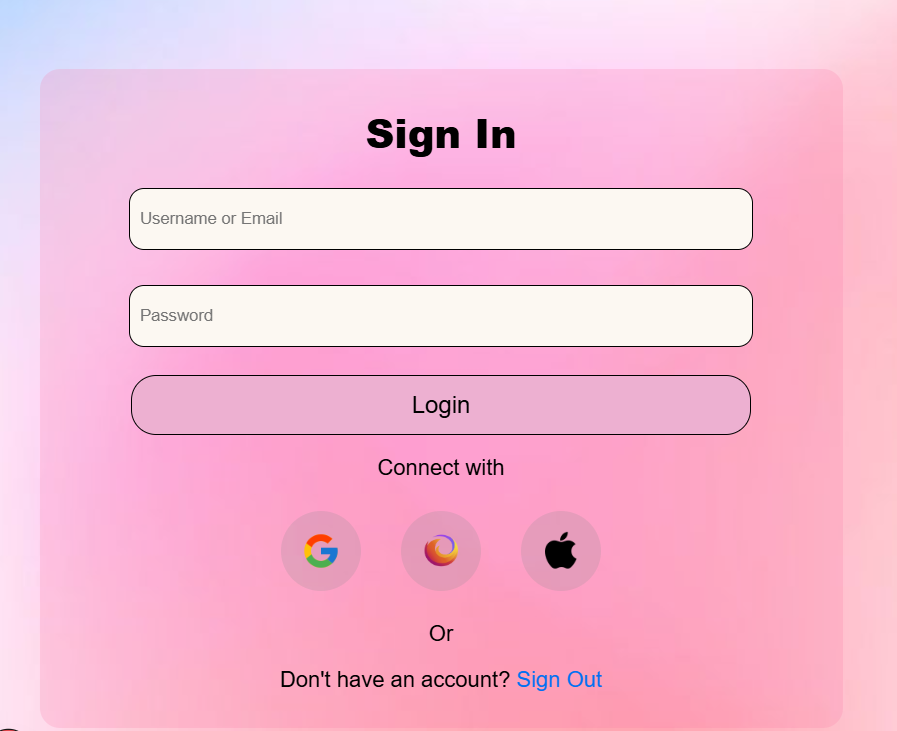 Sign In
Username or Email
Password
Login
Connect with
Or
Don't have an account? Sign Out